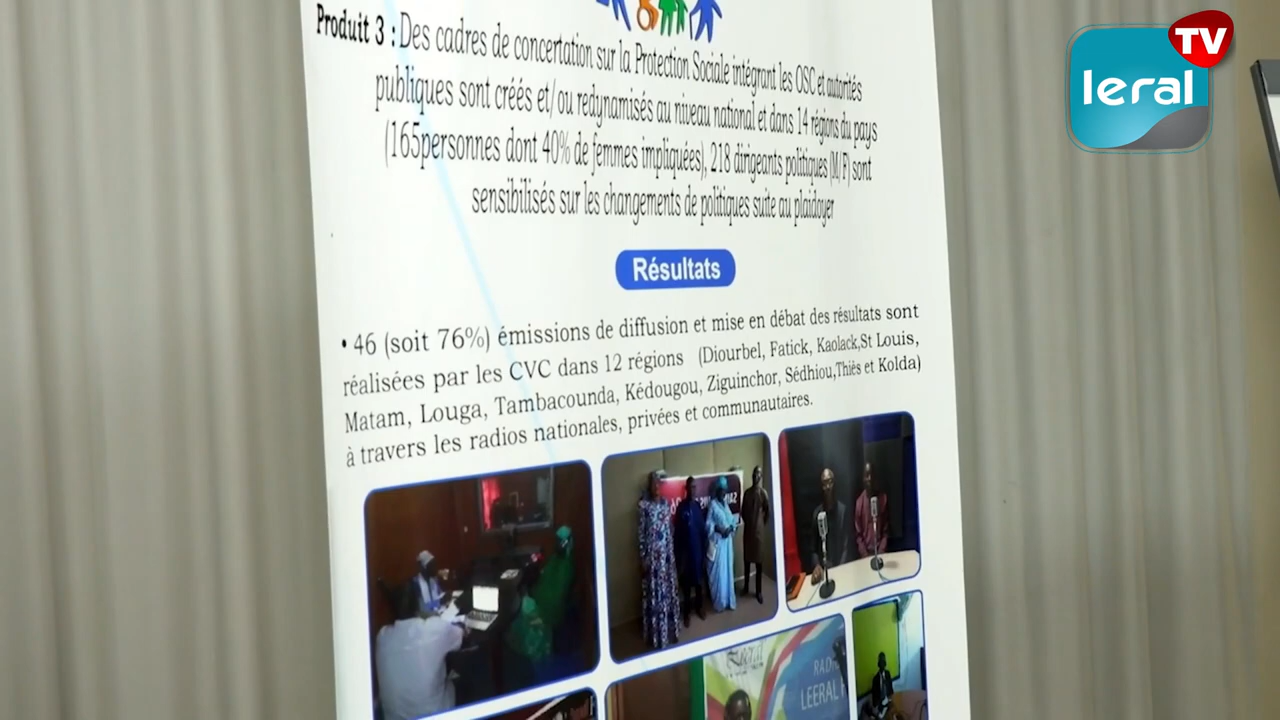 Produit 3 : Des cadres de concertation sur la Protection Sociale intégrant les OSC et autorités
publiques sont créés et/ou redynamisés au niveau national et dans 14 régions du pays
(165personnes dont 40% de femmes impliquées), 218 dirigeants politiques (M/F) sont
sensibilisés sur les changements de politiques suite au plaidoyer
Résultats
• 46 (soit 76%) émissions de diffusion et mise en débat des résultats sont
réalisées par les CVC dans 12 régions (Diourbel, Fatick, Kaolack,St Louis,
Matam, Louga, Tambacounda, Kédougou, Ziguinchor, Sédhiou,Thiès et Kolda)
à travers les radios nationales, privées et communautaires.
leral
TV
LEERAL